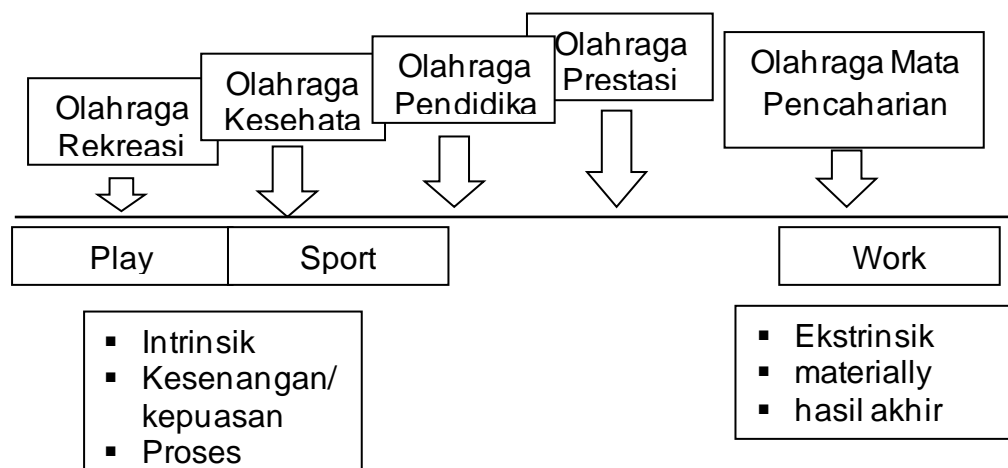 Olahraga
Rekreasi
Olahraga
Kesehata
Olahraga
Pendidika
Olahraga
Prestasi
Olahraga Mata
Pencaharian
Play
Sport
Work
▪ Intrinsik
▪ Kesenangan/
kepuasan
▪ Proses
▪ Ekstrinsik
▪ materially
▪ hasil akhir